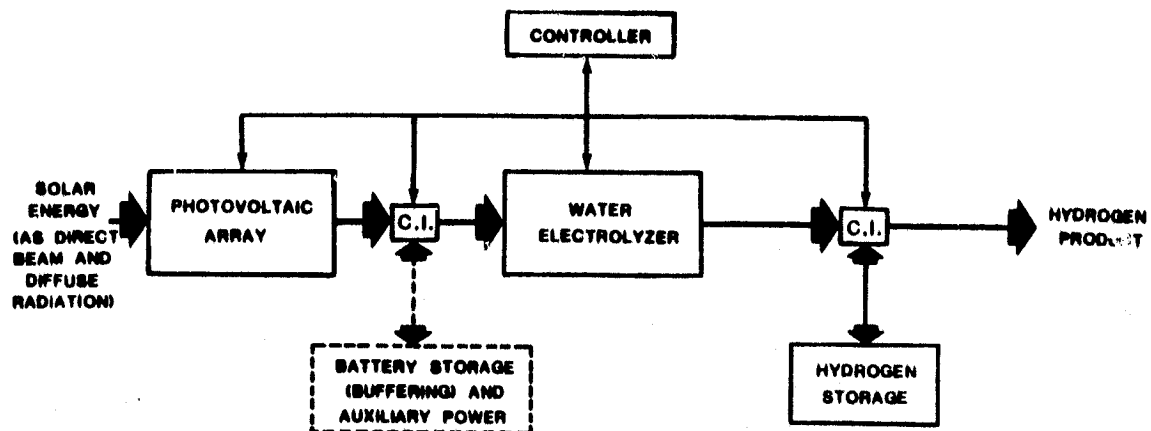 CONTROLLER
SOLAR
ENERGY
(AS DIRECT
BEAM AND
DIFFUSE
RADIATION)
PHOTOVOLTAIC
ARRAY
C.I.
WATER
ELECTROLYZER
C.I.
HYDROGEN
PRODUCT
BATTERY STORAGE
(BUFFERING) AND
AUXILIARY POWER
HYDROGEN
STORAGE